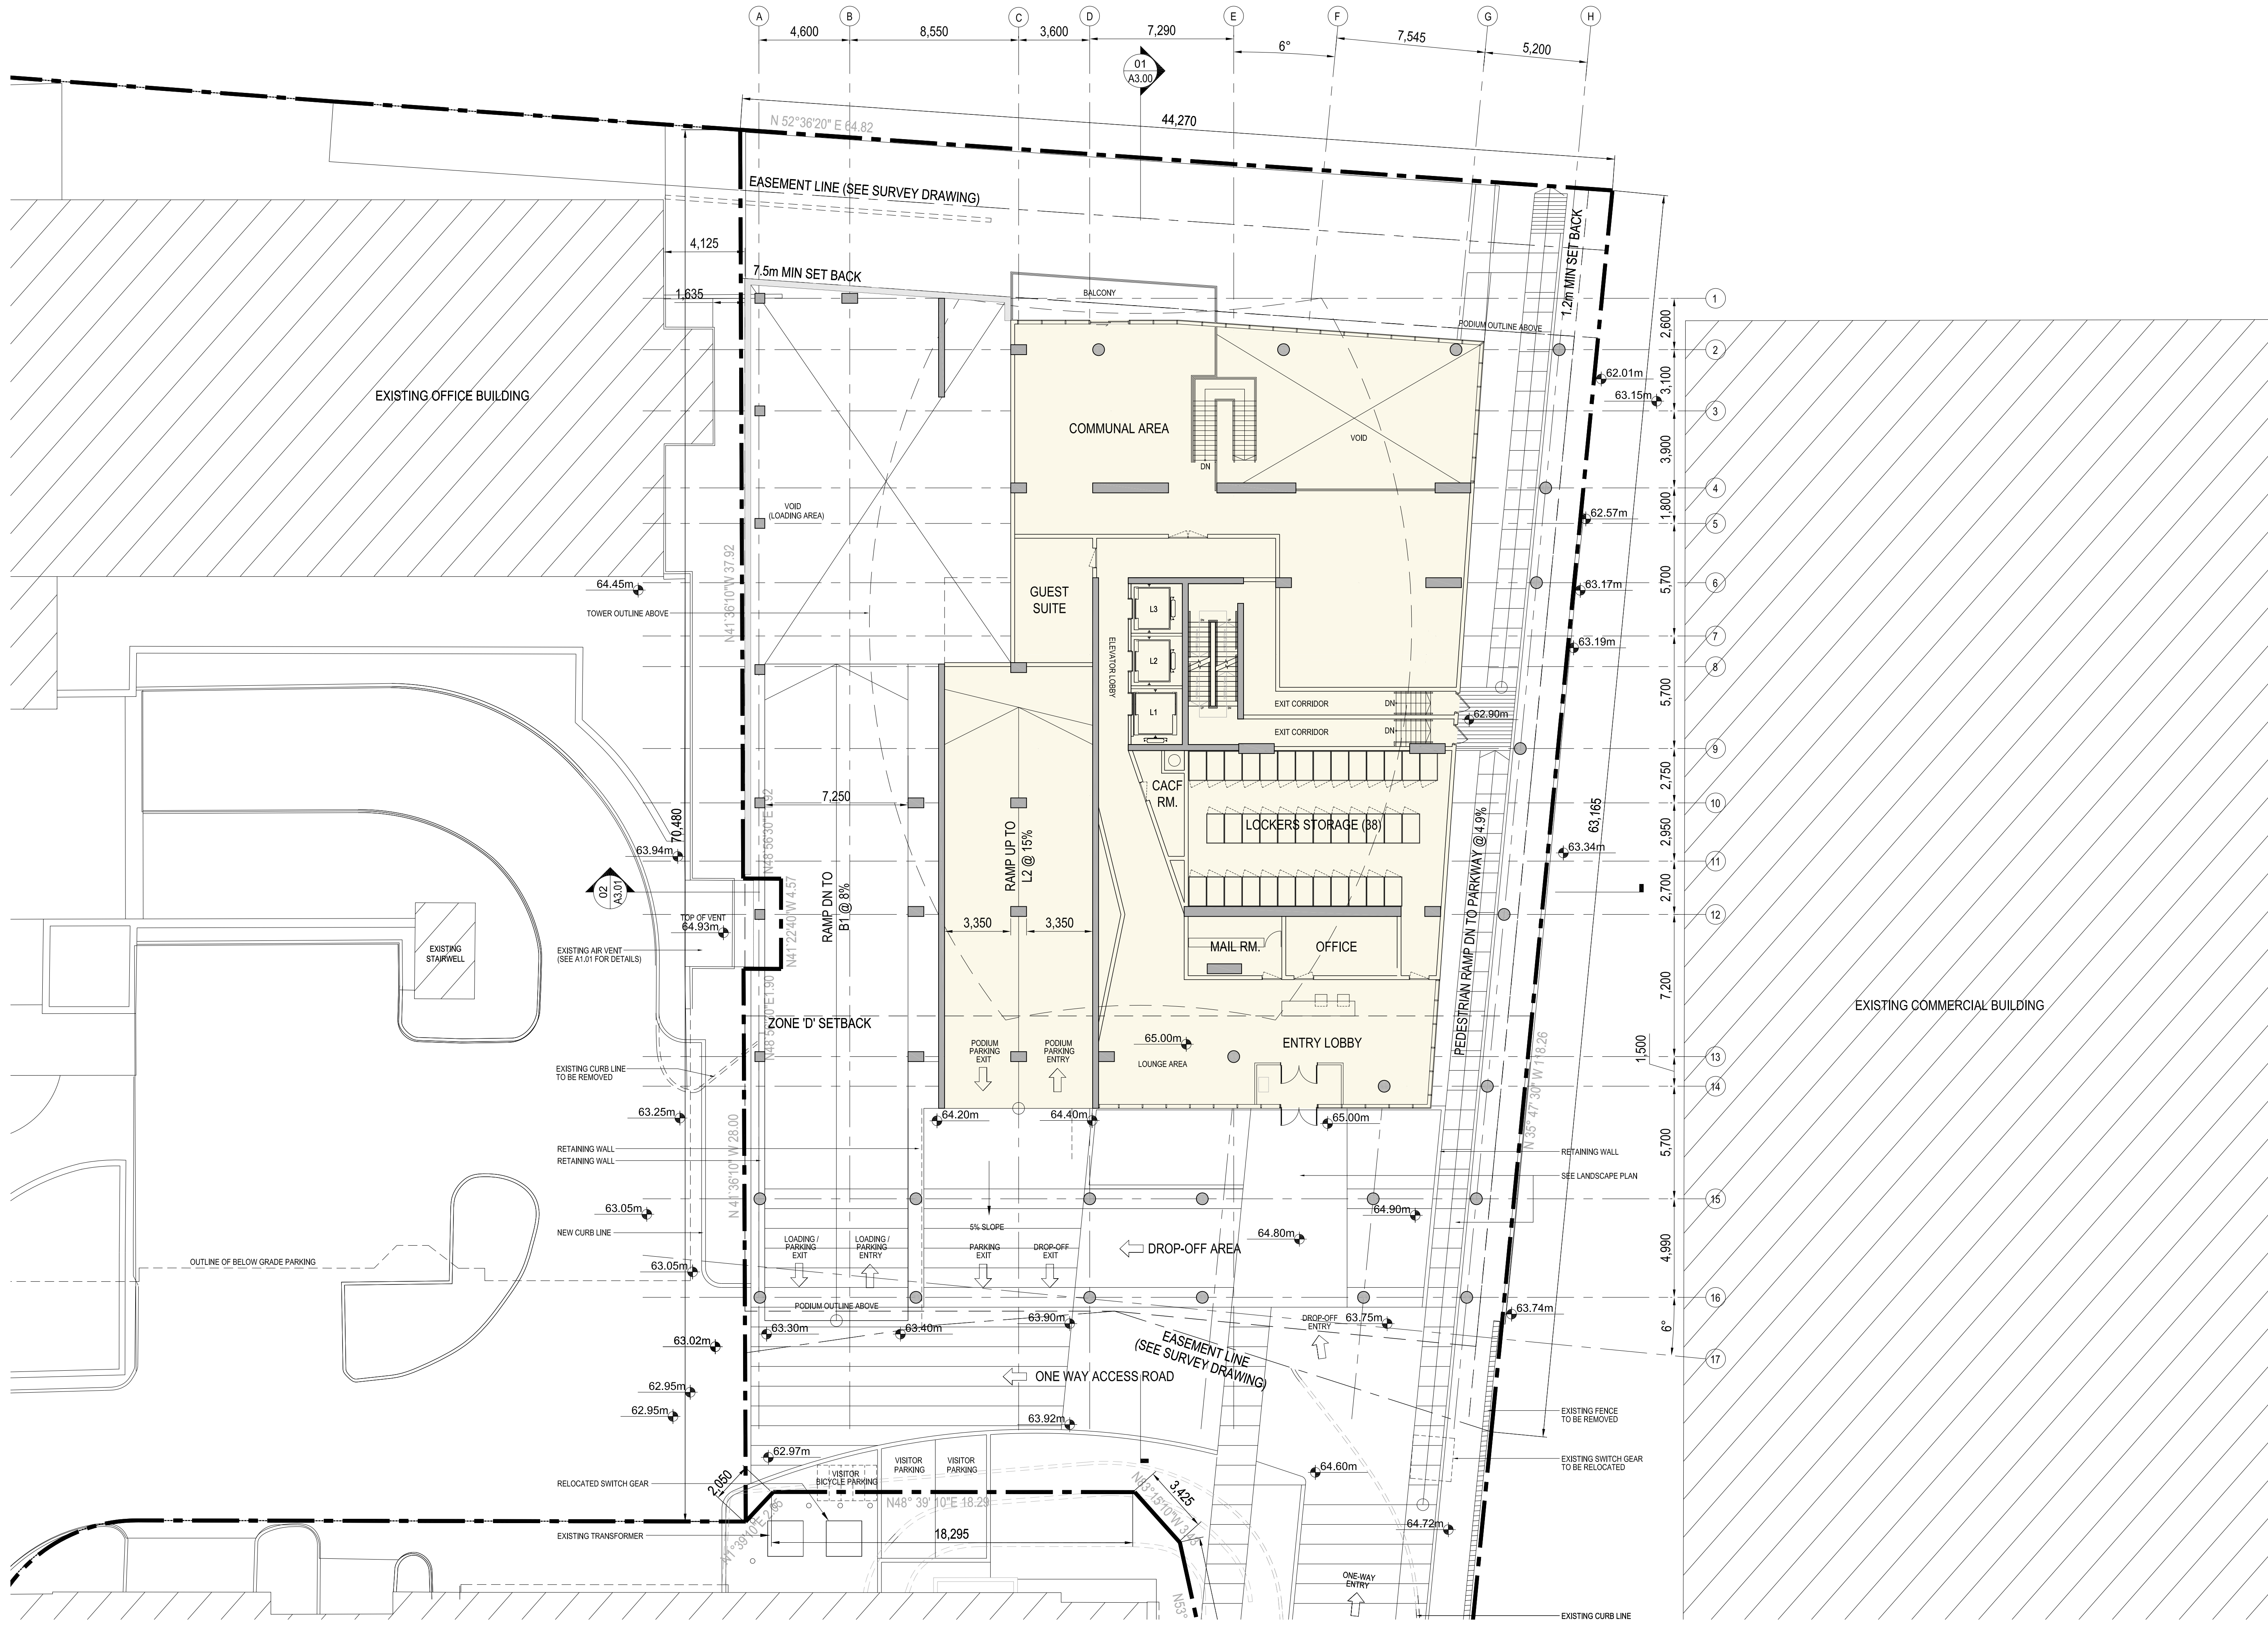 A
B
C
D
E
F
G
H
4,600
8,550
3,600
7,290
6°
7,545
5,200
01
A3.00
44,270
N 52°36'20" E 64.82
EASEMENT LINE (SEE SURVEY DRAWING)
4,125
7.5m MIN SET BACK
1,635
BALCONY
PODIUM OUTLINE ABOVE
1.2m MIN SET BACK
1
2
3
4
5
6
7
8
9
10
11
12
13
14
15
16
17
2,600
3,100
3,900
1,800
5,700
5,700
2,750
2,950
2,700
7,200
1,500
5,700
4,990
6°
62.01m
63.15m
62.57m
63.17m
63.19m
62.90m
63,165
63.34m
EXISTING OFFICE BUILDING
COMMUNAL AREA
VOID
DN
VOID
(LOADING AREA)
N41°36'10"W 37.92
64.45m
TOWER OUTLINE ABOVE
GUEST
SUITE
ELEVATOR LOBBY
L3
L2
L1
EXIT CORRIDOR
DN
EXIT CORRIDOR
DN
CACF
RM.
LOCKERS STORAGE (38)
7,250
70,480
63.94m
RAMP UP TO
L2 @ 15%
RAMP DN TO
B1 @ 8%
PEDESTRIAN RAMP DN TO PARKWAY @ 4.9%
02
A3.01
N41°22'40"W 4.57
TOP OF VENT
64.93m
3,350
3,350
EXISTING
STAIRWELL
EXISTING AIR VENT
(SEE A1.01 FOR DETAILS)
MAIL RM.
OFFICE
EXISTING COMMERCIAL BUILDING
ZONE 'D' SETBACK
PODIUM
PARKING
EXIT
PODIUM
PARKING
ENTRY
65.00m
LOUNGE AREA
ENTRY LOBBY
EXISTING CURB LINE
TO BE REMOVED
N 35° 47' 30" W 118.26
63.25m
64.20m
64.40m
65.00m
N 41°36'10" W 28.00
RETAINING WALL
RETAINING WALL
RETAINING WALL
SEE LANDSCAPE PLAN
63.05m
64.90m
NEW CURB LINE
5% SLOPE
64.80m
LOADING /
PARKING
EXIT
LOADING /
PARKING
ENTRY
PARKING
EXIT
DROP-OFF
EXIT
DROP-OFF AREA
OUTLINE OF BELOW GRADE PARKING
63.05m
PODIUM OUTLINE ABOVE
63.30m
63.40m
63.90m
DROP-OFF
ENTRY
63.75m
63.74m
63.02m
EASEMENT LINE
(SEE SURVEY DRAWING)
ONE WAY ACCESS ROAD
62.95m
62.95m
63.92m
EXISTING FENCE
TO BE REMOVED
62.97m
VISITOR
PARKING
VISITOR
PARKING
VISITOR
BICYCLE PARKING
64.60m
EXISTING SWITCH GEAR
TO BE RELOCATED
RELOCATED SWITCH GEAR
2,050
N48° 39' 10"E 18.29
3,425
64.72m
EXISTING TRANSFORMER
18,295
ONE-WAY
ENTRY
N53°
EXISTING CURB LINE